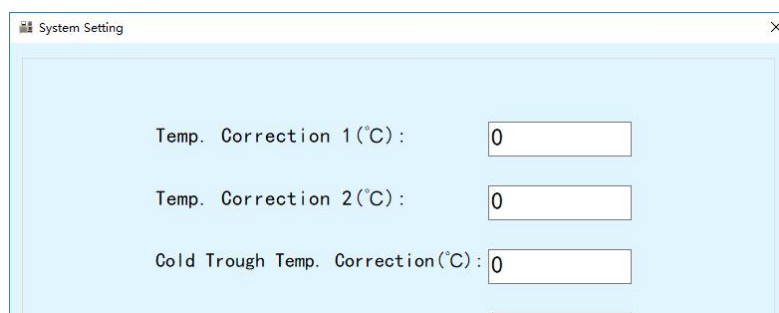 System Setting
Temp. Correction 1(℃): 0
Temp. Correction 2(℃): 0
Cold Trough Temp. Correction(℃): 0